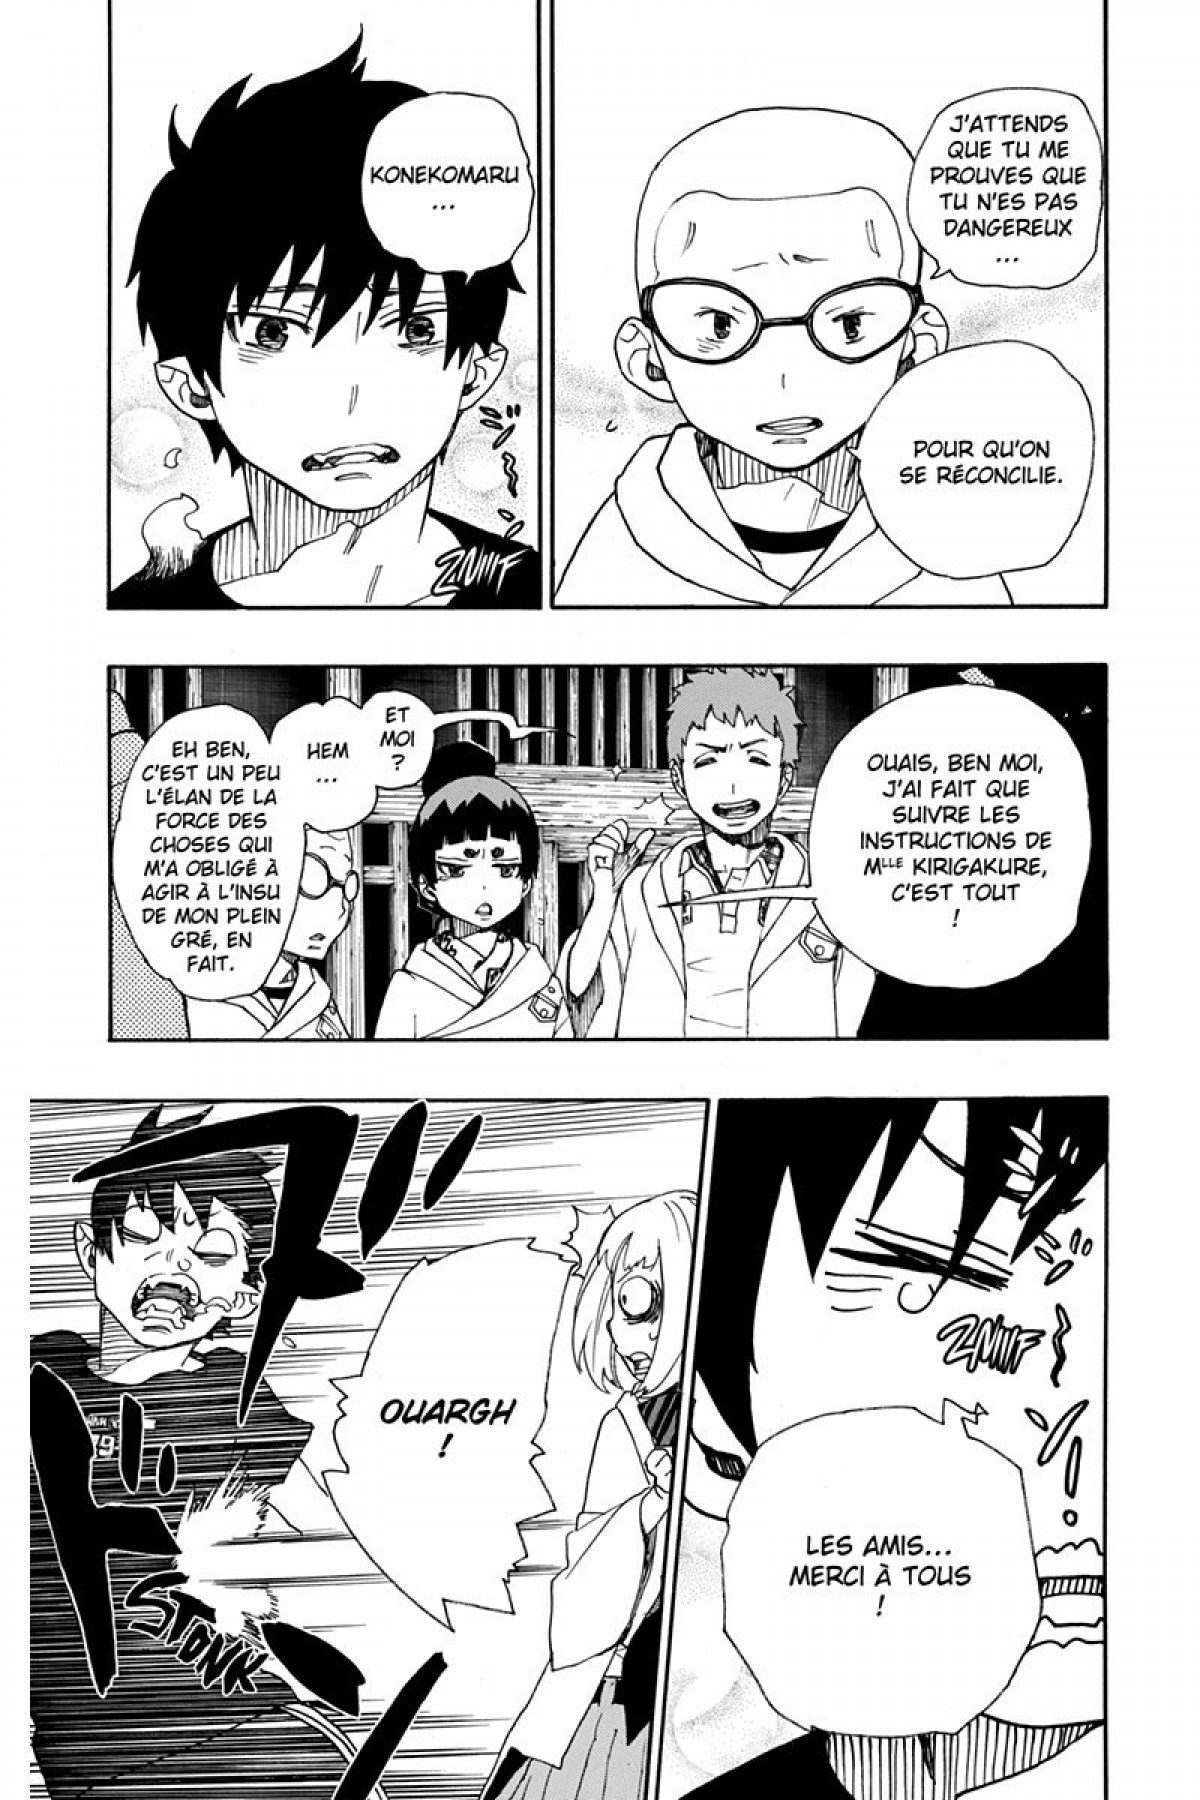 J'ATTENDS
QUE TU ME
PROUVES QUE
TU N'ES PAS
DANGEREUX
...
POUR QU'ON
SE RÉCONCILIE.
KONEKOMARU
...
ZNIIIF
OUAIS, BEN MOI,
J'AI FAIT QUE
SUIVRE LES
INSTRUCTIONS DE
MLLE KIRIGAKURE,
C'EST TOUT
!
ET
MOI
?
HEM
...
EH BEN,
C'EST UN PEU
L'ÉLAN DE LA
FORCE DES
CHOSES QUI
M'A OBLIGÉ À
AGIR À L'INSU
DE MON PLEIN
GRÉ, EN
FAIT.
ZNIIIF
LES AMIS...
MERCI À TOUS
!
OUARGH
!
STONK